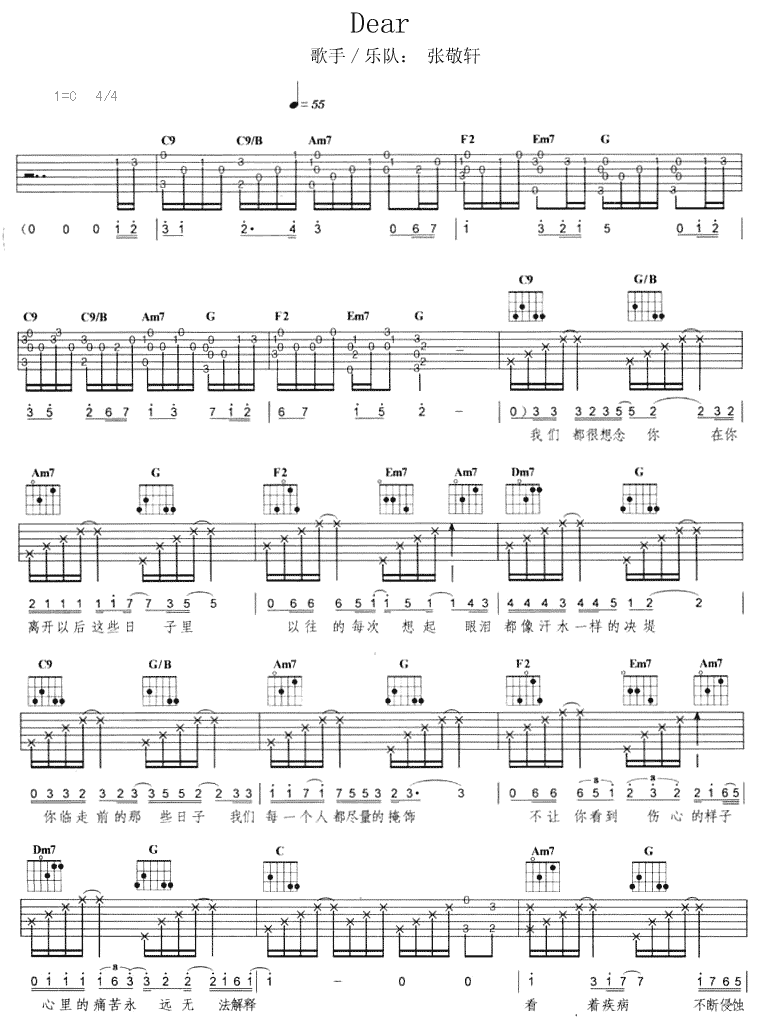 Dear
歌手/乐队： 张敬轩
1=C 4/4
♩=55
C9 C9/B Am7 F2 Em7 G
(0 0 0 1 2 | 3 1 2· 4 3 0 6 7 | 1 3 2 1 5 0 1 2 |
C9 C9/B Am7 G F2 Em7 G C9 G/B
3 5 2 6 7 1 3 7 1 2 | 6 7 1 5 2 - | 0) 3 3 3 2 3 5 5 2 2 3 2
我们 都很想念 你 在你
Am7 G F2 Em7 Am7 Dm7 G
2 1 1 1 1 1 7 7 3 5 5 | 0 6 6 6 5 1 1 5 1 1 4 3 | 4 4 4 3 4 4 5 1 2 2
离开以后这些日 子里 以往 的每次 想起 眼泪 都像汗水一样的决堤
C9 G/B Am7 G F2 Em7 Am7
0 3 2 3 3 2 3 3 5 5 2 2 3 3 | 1 1 7 1 7 5 5 3 2 3· 3 | 0 6 6 6 5 1 2 3 2 2 1 6 5
你临走 前的那 些日子 我们 每一个人都尽量的掩饰 不让 你看到 伤心的样子
Dm7 G C Am7 G
0 1 1 1 1 6 3 3 2 2 2 1 6 1 | 1 - 0 0 | 1 3 1 7 7 1 7 6 5
心里的痛苦永 远无 法解释 看 着疾病 不断侵蚀